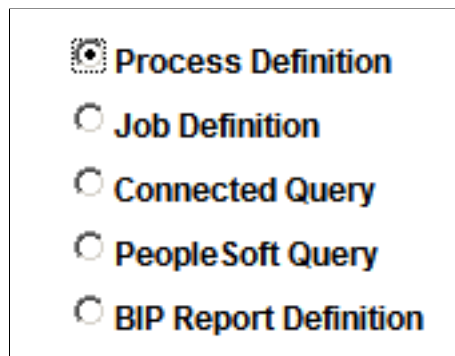 Process Definition
Job Definition
Connected Query
PeopleSoft Query
BIP Report Definition